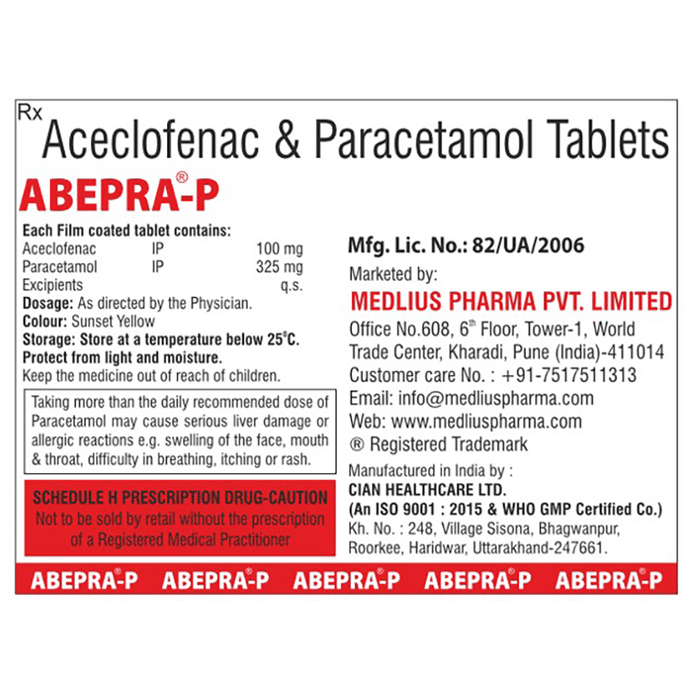 Rx
Aceclofenac & Paracetamol Tablets
ABEPRA®-P
Each Film coated tablet contains:
Aceclofenac IP 100 mg
Paracetamol IP 325 mg
Excipients q.s.
Dosage: As directed by the Physician.
Colour: Sunset Yellow
Storage: Store at a temperature below 25⁰C.
Protect from light and moisture.
Keep the medicine out of reach of children.
Taking more than the daily recommended dose of
Paracetamol may cause serious liver damage or
allergic reactions e.g. swelling of the face, mouth
& throat, difficulty in breathing, itching or rash.
SCHEDULE H PRESCRIPTION DRUG-CAUTION
Not to be sold by retail without the prescription
of a Registered Medical Practitioner
Mfg. Lic. No.: 82/UA/2006
Marketed by:
MEDLIUS PHARMA PVT. LIMITED
Office No.608, 6th Floor, Tower-1, World
Trade Center, Kharadi, Pune (India)-411014
Customer care No. : +91-7517511313
Email: info@medliuspharma.com
Web: www.medliuspharma.com
® Registered Trademark
Manufactured in India by :
CIAN HEALTHCARE LTD.
(An ISO 9001 : 2015 & WHO GMP Certified Co.)
Kh. No. : 248, Village Sisona, Bhagwanpur,
Roorkee, Haridwar, Uttarakhand-247661.
ABEPRA®-P ABEPRA®-P ABEPRA®-P ABEPRA®-P ABEPRA®-P